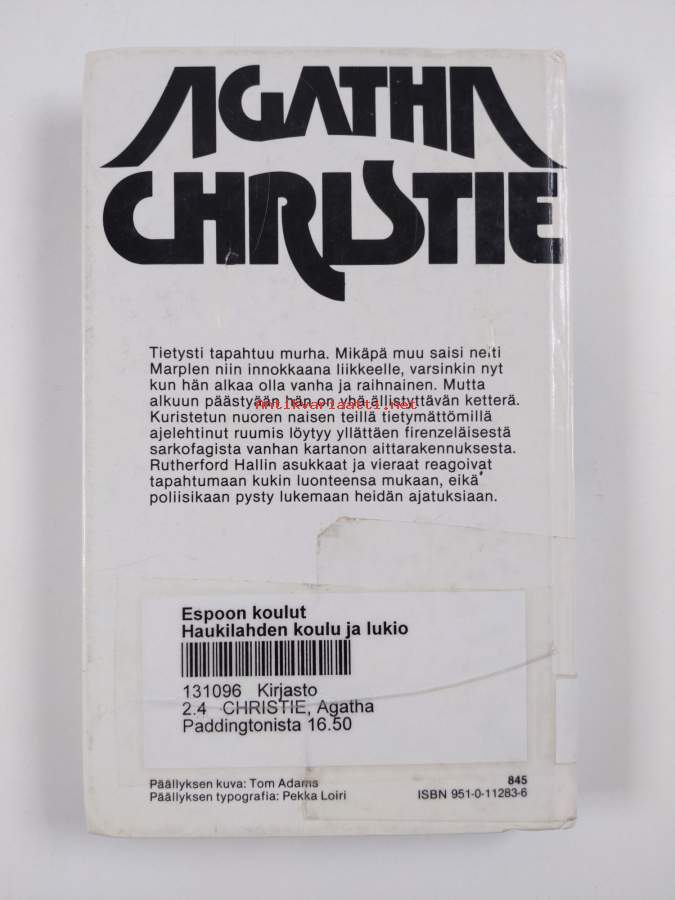 AGATHA
CHRISTIE
Tietysti tapahtuu murha. Mikäpä muu saisi neiti
Marplen niin innokkaana liikkeelle, varsinkin nyt
kun hän alkaa olla vanha ja raihnainen. Mutta
alkuun päästyään hän on yhä ällistyttävän ketterä.
Antikvariaatti.net
Kuristetun nuoren naisen teillä tietymättömillä
ajelehtinut ruumis löytyy yllättäen firenzeläisestä
sarkofagista vanhan kartanon aittarakennuksesta.
Rutherford Hallin asukkaat ja vieraat reagoivat
tapahtumaan kukin luonteensa mukaan, eikä
poliisikaan pysty lukemaan heidän ajatuksiaan.
Espoon koulut
Haukilahden koulu ja lukio
131096 Kirjasto
2.4 CHRISTIE, Agatha
Paddingtonista 16.50
Päällyksen kuva: Tom Adams
Päällyksen typografia: Pekka Loiri
845
ISBN 951-0-11283-6